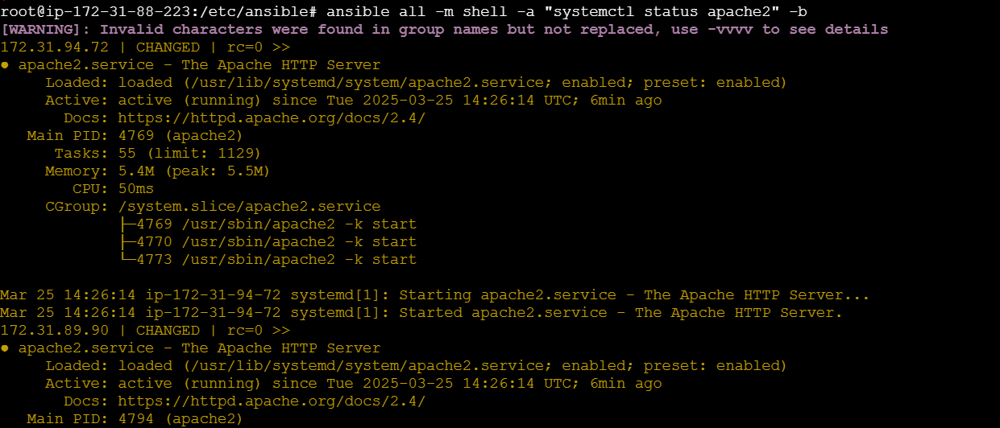 root@ip-172-31-88-223:/etc/ansible# ansible all -m shell -a "systemctl status apache2" -b
[WARNING]: Invalid characters were found in group names but not replaced, use -vvvv to see details
172.31.94.72 | CHANGED | rc=0 >>
● apache2.service - The Apache HTTP Server
     Loaded: loaded (/usr/lib/systemd/system/apache2.service; enabled; preset: enabled)
     Active: active (running) since Tue 2025-03-25 14:26:14 UTC; 6min ago
       Docs: https://httpd.apache.org/docs/2.4/
   Main PID: 4769 (apache2)
      Tasks: 55 (limit: 1129)
     Memory: 5.4M (peak: 5.5M)
        CPU: 50ms
     CGroup: /system.slice/apache2.service
             ├─4769 /usr/sbin/apache2 -k start
             ├─4770 /usr/sbin/apache2 -k start
             └─4773 /usr/sbin/apache2 -k start
Mar 25 14:26:14 ip-172-31-94-72 systemd[1]: Starting apache2.service - The Apache HTTP Server...
Mar 25 14:26:14 ip-172-31-94-72 systemd[1]: Started apache2.service - The Apache HTTP Server.
172.31.89.90 | CHANGED | rc=0 >>
● apache2.service - The Apache HTTP Server
     Loaded: loaded (/usr/lib/systemd/system/apache2.service; enabled; preset: enabled)
     Active: active (running) since Tue 2025-03-25 14:26:14 UTC; 6min ago
       Docs: https://httpd.apache.org/docs/2.4/
   Main PID: 4794 (apache2)